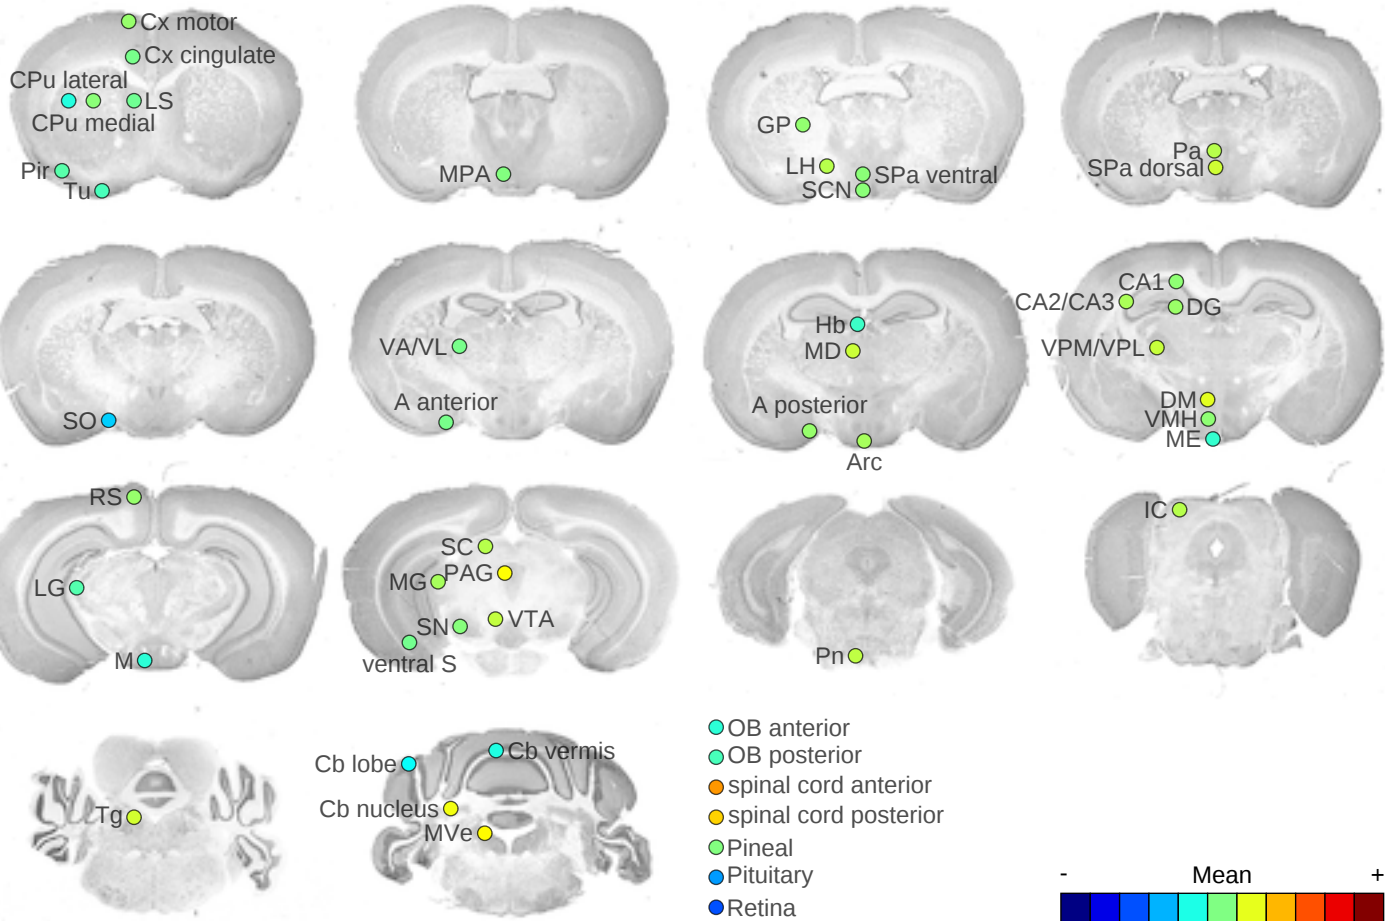 Cx motor
Cx cingulate
CPu lateral
LS
CPu medial
Pir
Tu
MPA
GP
LH
SPa ventral
SCN
Pa
SPa dorsal
SO
VA/VL
A anterior
Hb
MD
A posterior
Arc
CA1
CA2/CA3
DG
VPM/VPL
DM
VMH
ME
RS
LG
M
SC
MG
PAG
SN
VTA
ventral S
Pn
IC
Tg
Cb lobe
Cb vermis
Cb nucleus
MVe
OB anterior
OB posterior
spinal cord anterior
spinal cord posterior
Pineal
Pituitary
Retina
- Mean +